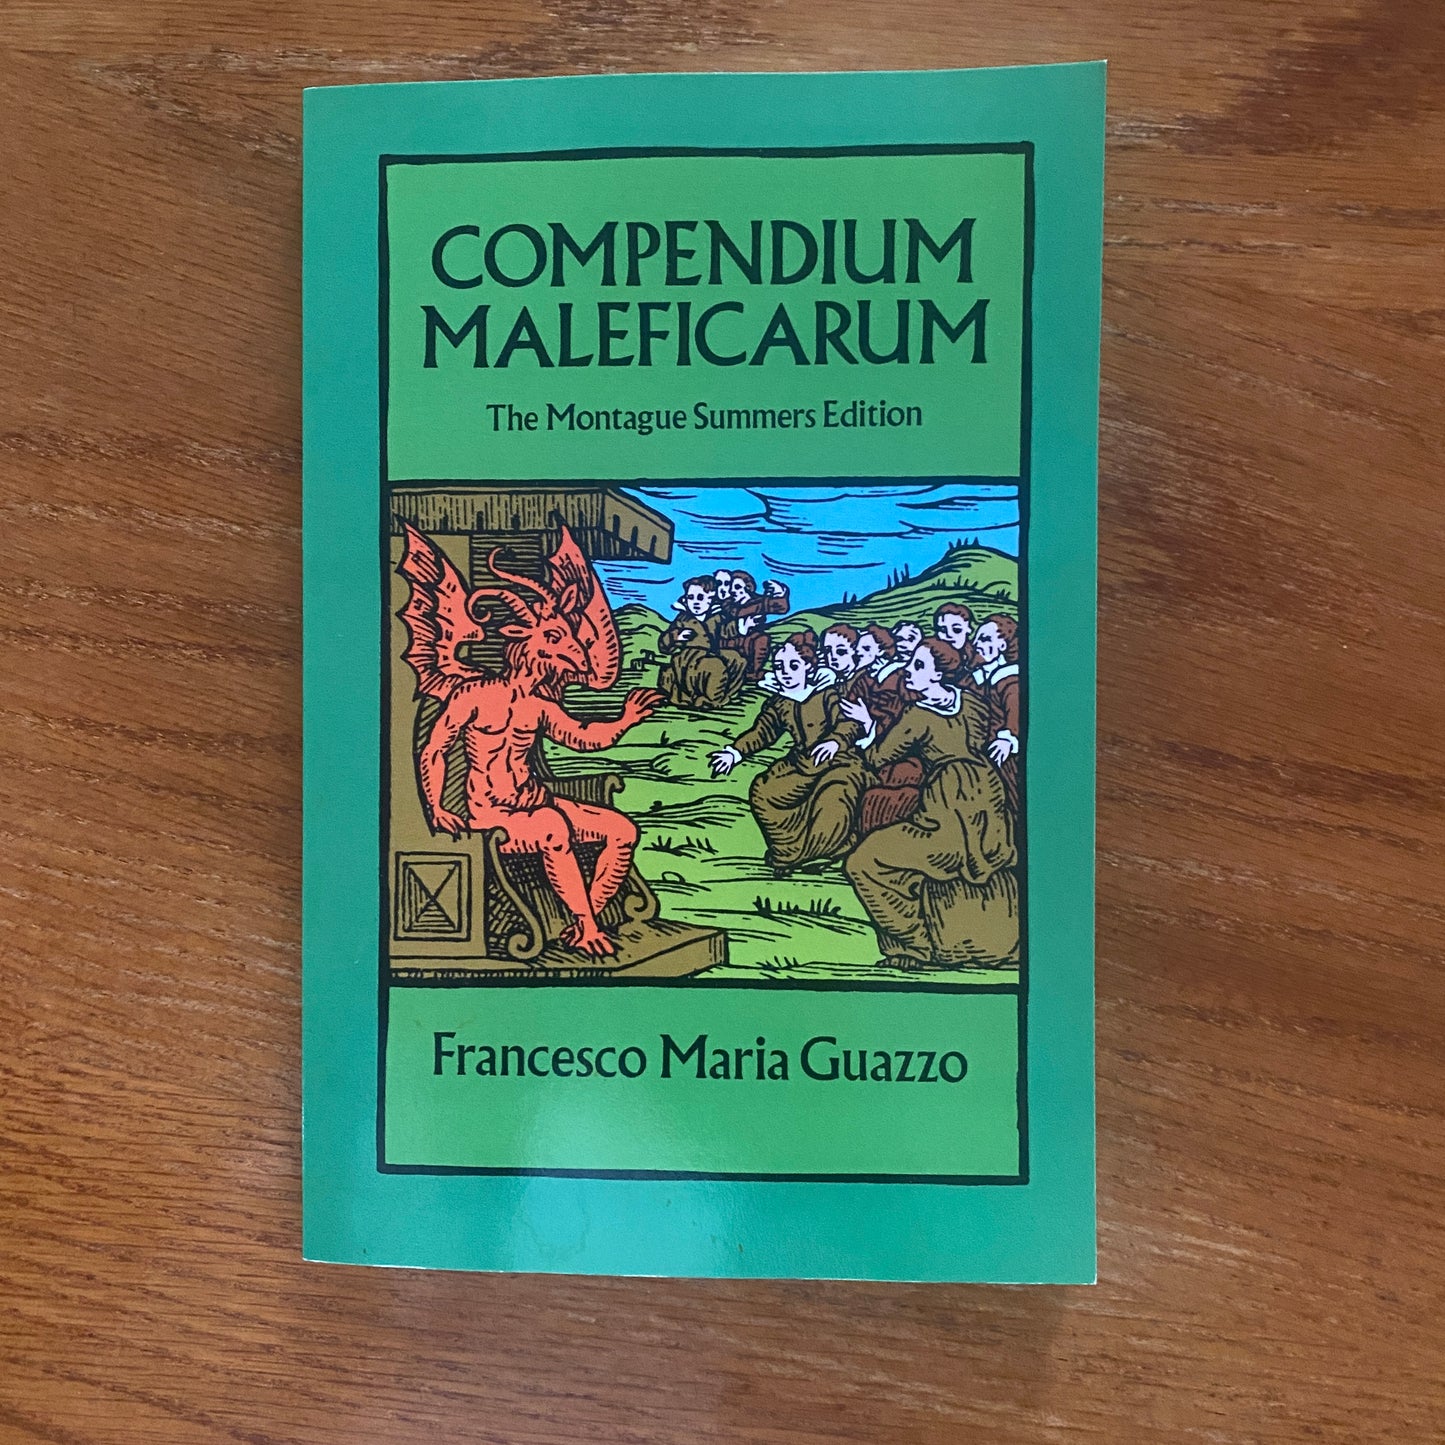 COMPENDIUM
MALEFICARUM
The Montague Summers Edition
Francesco Maria Guazzo